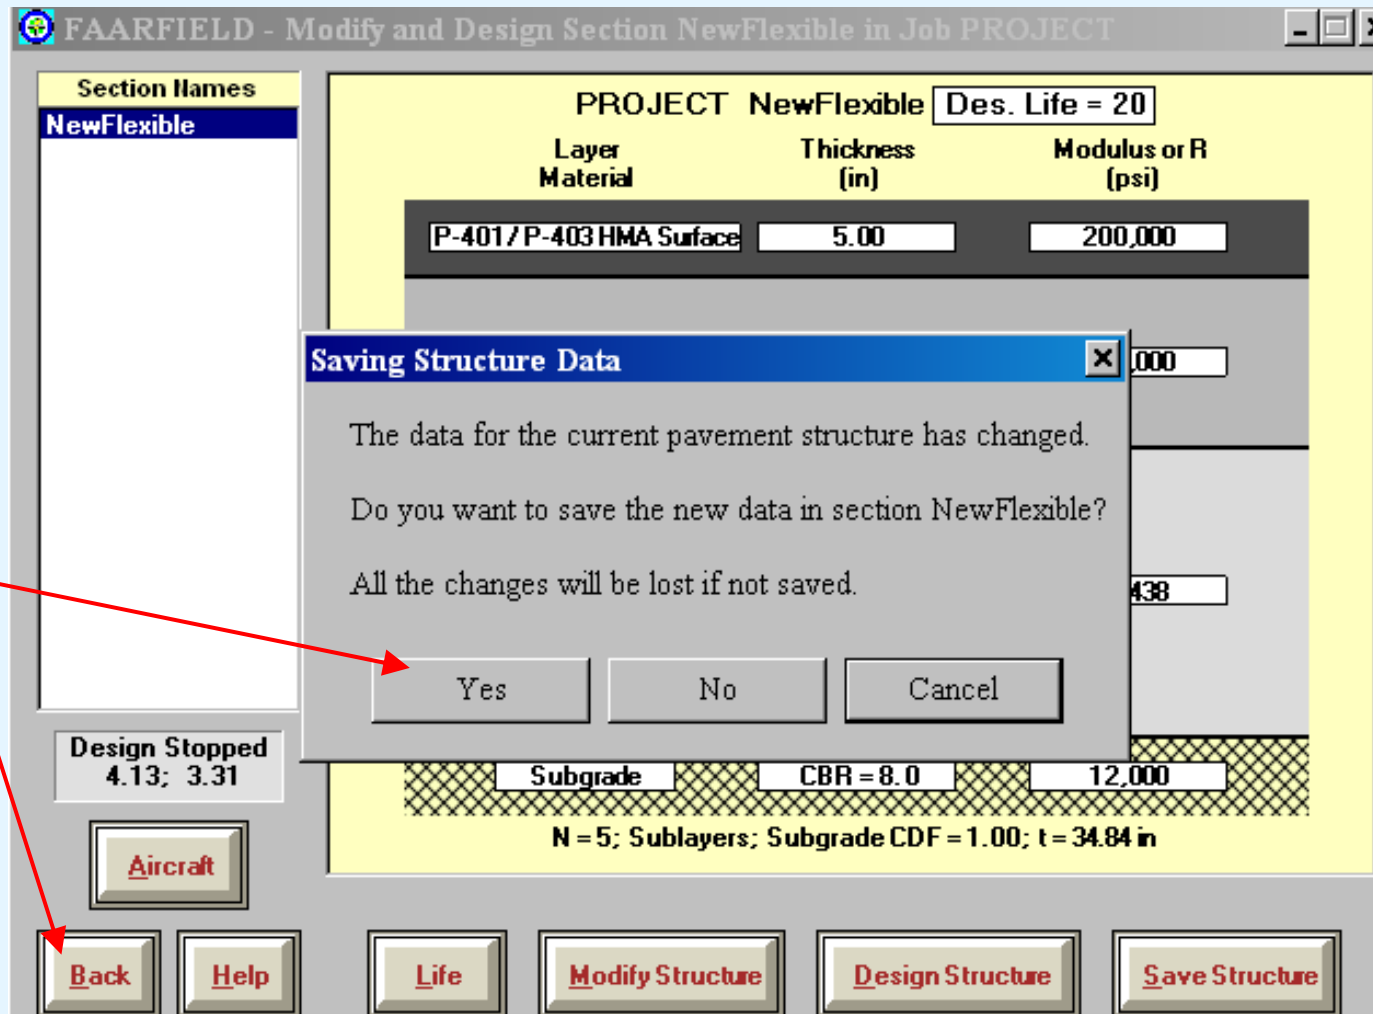 FAARFIELD - Modify and Design Section NewFlexible in Job PROJECT
Section Names
NewFlexible
PROJECT NewFlexible Des. Life = 20
Layer Material
Thickness (in)
Modulus or R (psi)
P-401 / P-403 HMA Surface 5.00 200,000
,000
Saving Structure Data
The data for the current pavement structure has changed.
Do you want to save the new data in section NewFlexible?
All the changes will be lost if not saved.
438
Yes No Cancel
Design Stopped
4.13; 3.31
Subgrade CBR = 8.0 12,000
N = 5; Sublayers; Subgrade CDF = 1.00; t = 34.84 in
Aircraft
Back Help Life Modify Structure Design Structure Save Structure